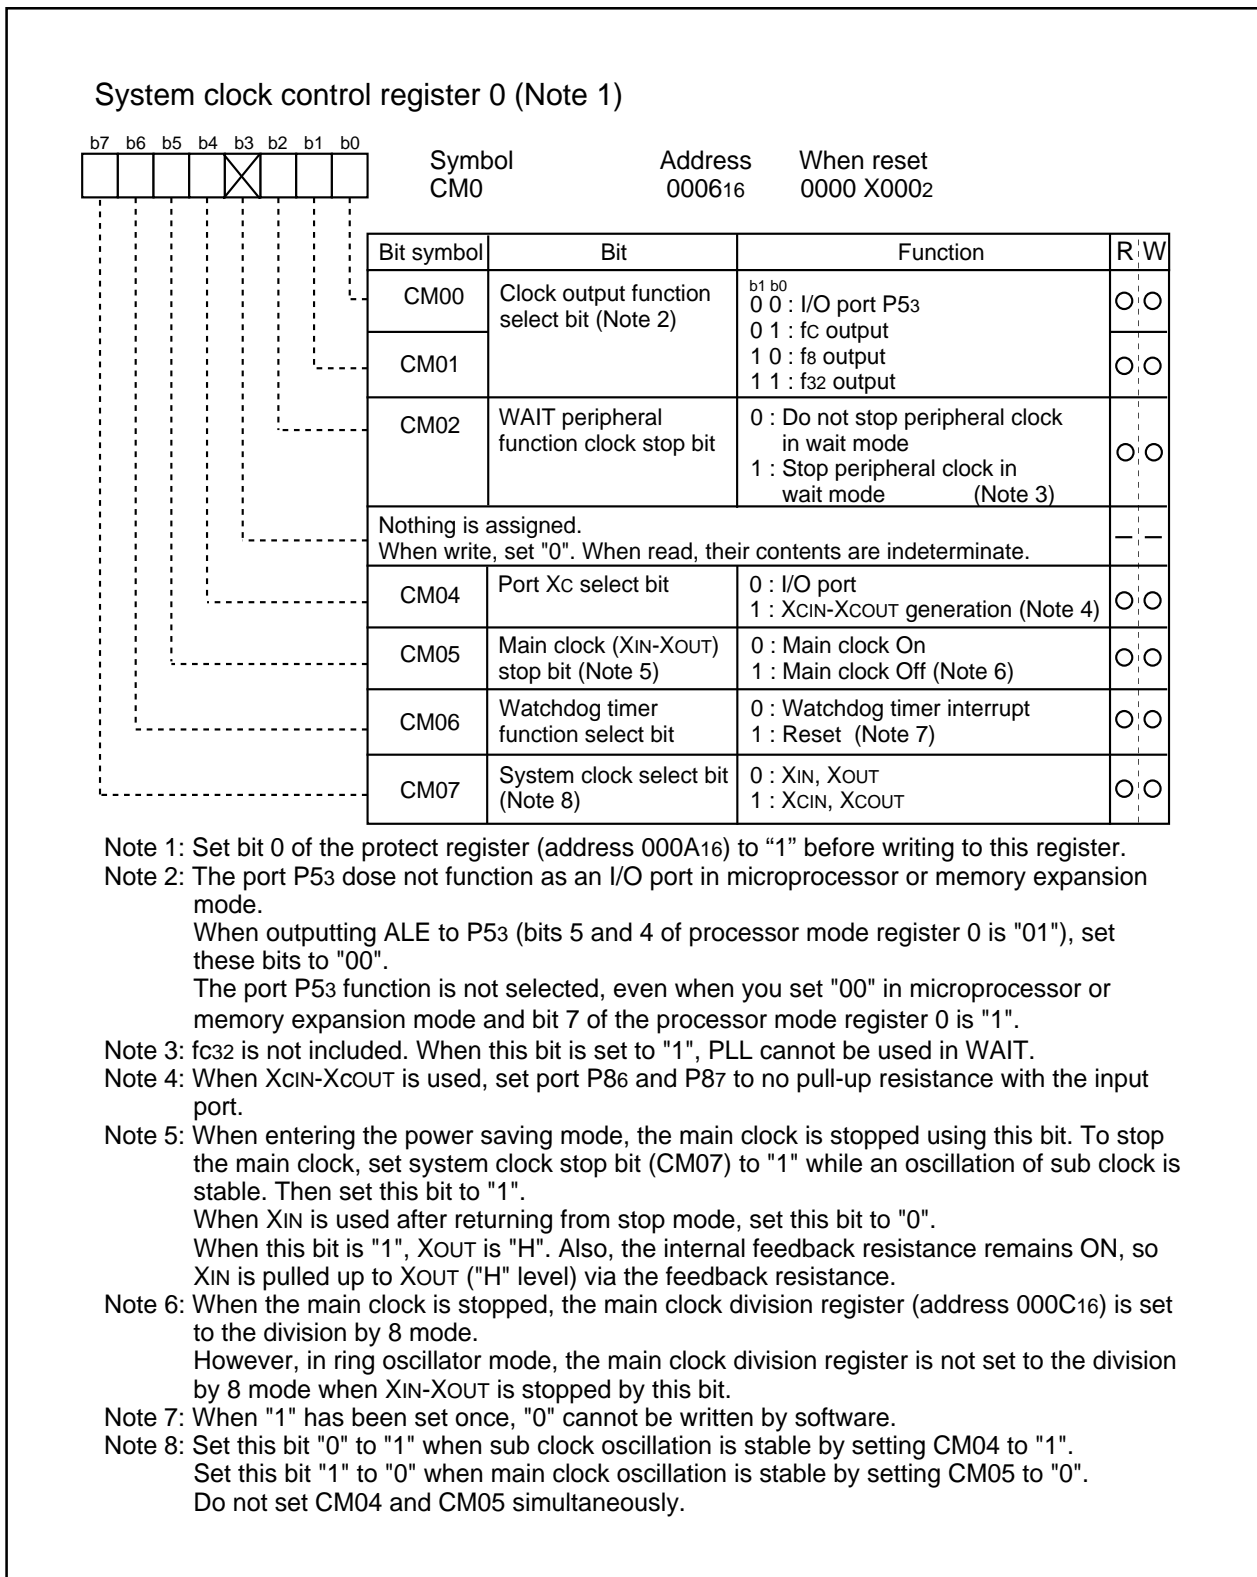 System clock control register 0 (Note 1)
b7 b6 b5 b4 b3 b2 b1 b0
Symbol Address When reset
CM0 000616 0000 X0002
Bit symbol Bit Function R W
CM00 Clock output function select bit (Note 2)
b1 b0
0 0 : I/O port P53
0 1 : fC output
CM01
1 0 : f8 output
1 1 : f32 output
CM02 WAIT peripheral function clock stop bit
0 : Do not stop peripheral clock
in wait mode
1 : Stop peripheral clock in
wait mode (Note 3)
Nothing is assigned.
When write, set "0". When read, their contents are indeterminate.
CM04 Port XC select bit
0 : I/O port
1 : XCIN-XCOUT generation (Note 4)
CM05 Main clock (XIN-XOUT) stop bit (Note 5)
0 : Main clock On
1 : Main clock Off (Note 6)
CM06 Watchdog timer function select bit
0 : Watchdog timer interrupt
1 : Reset (Note 7)
CM07 System clock select bit (Note 8)
0 : XIN, XOUT
1 : XCIN, XCOUT
Note 1: Set bit 0 of the protect register (address 000A16) to “1” before writing to this register.
Note 2: The port P53 dose not function as an I/O port in microprocessor or memory expansion
mode.
When outputting ALE to P53 (bits 5 and 4 of processor mode register 0 is "01"), set
these bits to "00".
The port P53 function is not selected, even when you set "00" in microprocessor or
memory expansion mode and bit 7 of the processor mode register 0 is "1".
Note 3: fc32 is not included. When this bit is set to "1", PLL cannot be used in WAIT.
Note 4: When XCIN-XCOUT is used, set port P86 and P87 to no pull-up resistance with the input
port.
Note 5: When entering the power saving mode, the main clock is stopped using this bit. To stop
the main clock, set system clock stop bit (CM07) to "1" while an oscillation of sub clock is
stable. Then set this bit to "1".
When XIN is used after returning from stop mode, set this bit to "0".
When this bit is "1", XOUT is "H". Also, the internal feedback resistance remains ON, so
XIN is pulled up to XOUT ("H" level) via the feedback resistance.
Note 6: When the main clock is stopped, the main clock division register (address 000C16) is set
to the division by 8 mode.
However, in ring oscillator mode, the main clock division register is not set to the division
by 8 mode when XIN-XOUT is stopped by this bit.
Note 7: When "1" has been set once, "0" cannot be written by software.
Note 8: Set this bit "0" to "1" when sub clock oscillation is stable by setting CM04 to "1".
Set this bit "1" to "0" when main clock oscillation is stable by setting CM05 to "0".
Do not set CM04 and CM05 simultaneously.